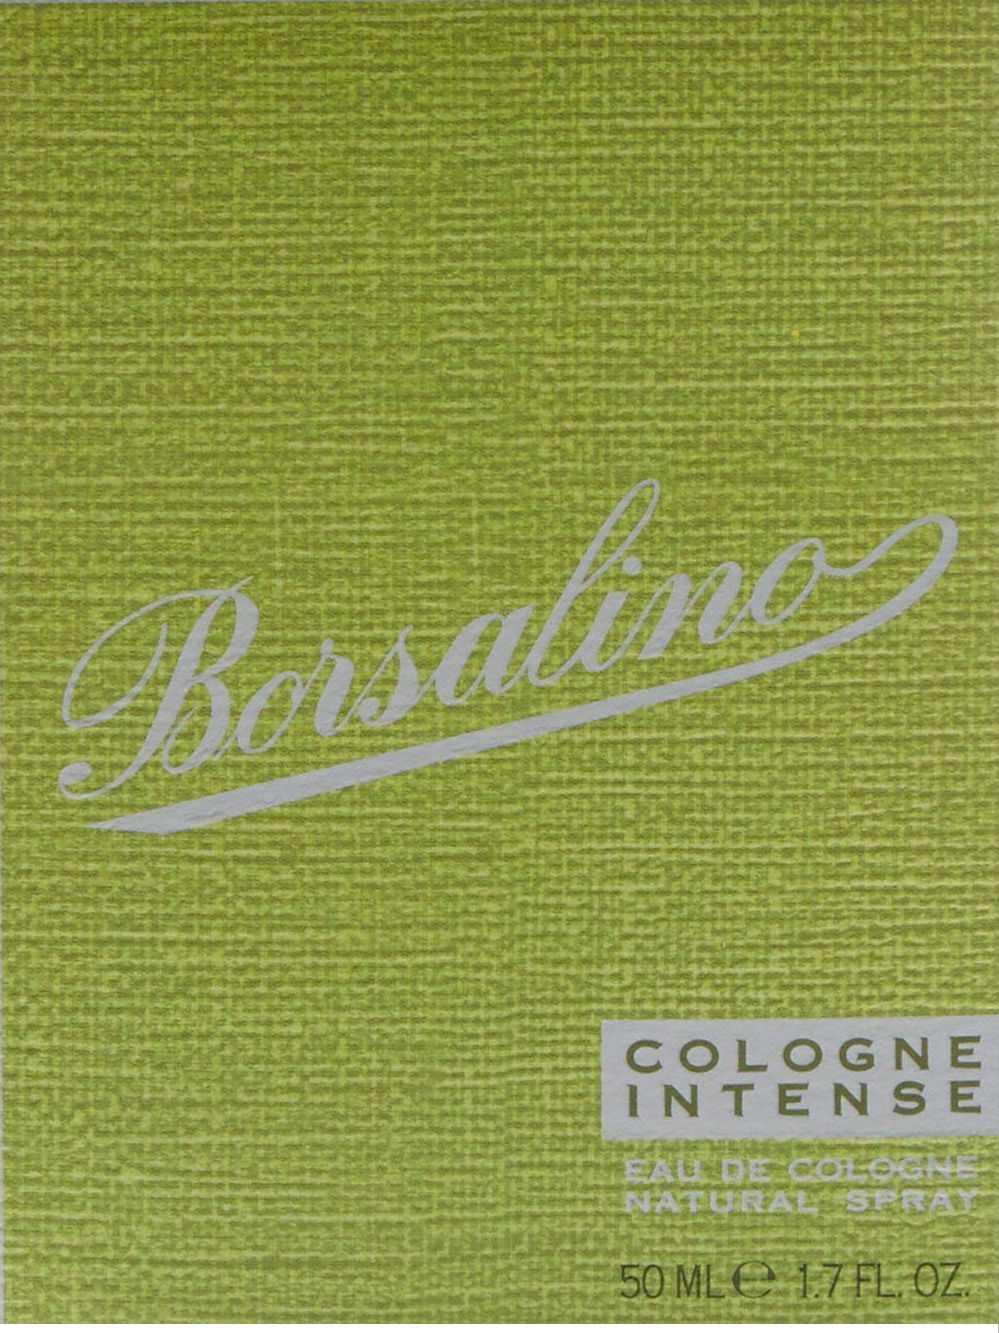 Borsalino
COLOGNE
INTENSE
EAU DE COLOGNE
NATURAL SPRAY
50 ML ℮ 1.7 FL. OZ.